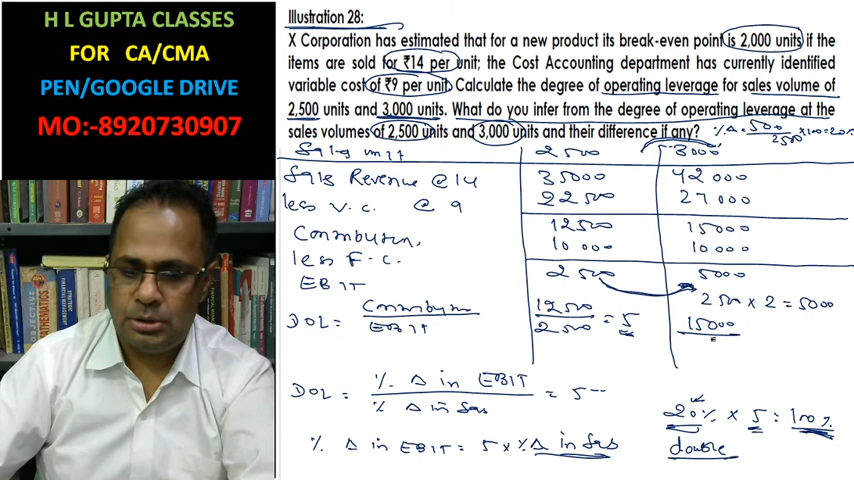 H L GUPTA CLASSES
FOR CA/CMA
PEN/GOOGLE DRIVE
MO:-8920730907
Illustration 28:
X Corporation has estimated that for a new product its break-even point is 2,000 units if the
items are sold for ₹14 per unit; the Cost Accounting department has currently identified
variable cost of ₹9 per unit. Calculate the degree of operating leverage for sales volume of
2,500 units and 3,000 units. What do you infer from the degree of operating leverage at the
sales volumes of 2,500 units and 3,000 units and their difference if any?
% Δ = 500/2500 × 100 = 20%
Sales unit 2500 3000
Sales Revenue @ 14 35000 42000
less V.C. @ 9 22500 27000
Contribution 12500 15000
less F.C. 10000 10000
EBIT 2500 5000
2500 × 2 = 5000
DOL = Contribution/EBIT 12500/2500 = 5 15000
DOL = % Δ in EBIT / % Δ in Sales = 5
20% × 5 = 100%
% Δ in EBIT = 5 × % Δ in Sales double